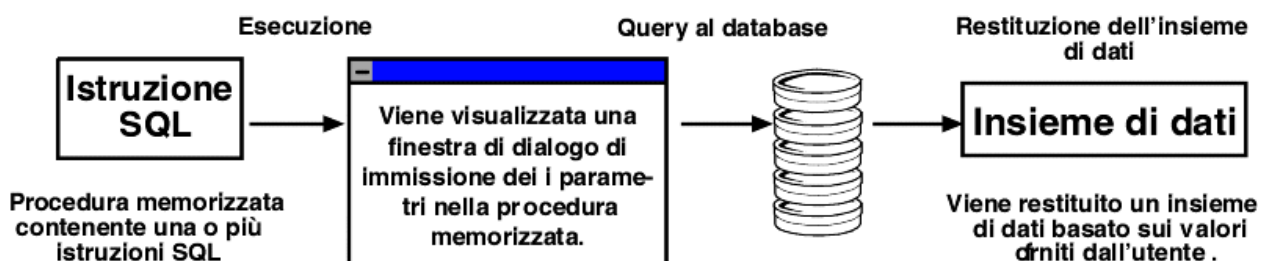 Esecuzione
Query al database
Restituzione dell'insieme
di dati
Istruzione
SQL
Viene visualizzata una
finestra di dialogo di
immissione dei i parame-
tri nella procedura
memorizzata.
Insieme di dati
Procedura memorizzata
contenente una o più
istruzioni SQL
Viene restituito un insieme
di dati basato sui valori
drniti dall'utente .